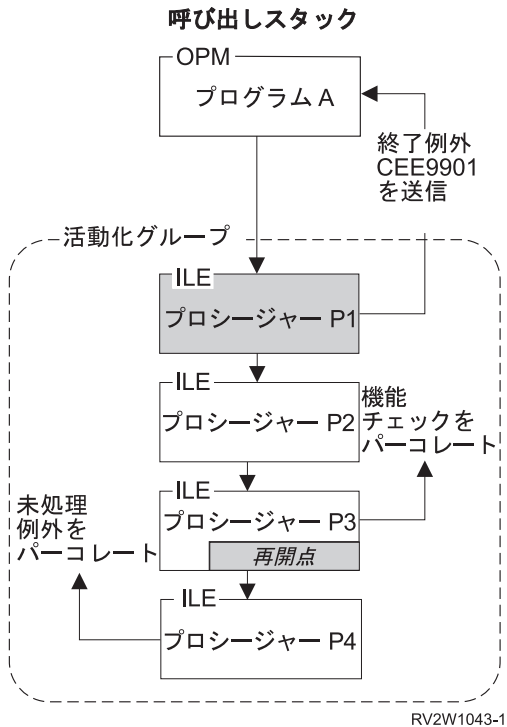 呼び出しスタック
OPM
プログラム A
終了例外
CEE9901
を送信
活動化グループ
ILE
プロシージャー P1
ILE
プロシージャー P2
機能
チェックを
パーコレート
ILE
プロシージャー P3
再開点
未処理
例外を
パーコレート
ILE
プロシージャー P4
RV2W1043-1